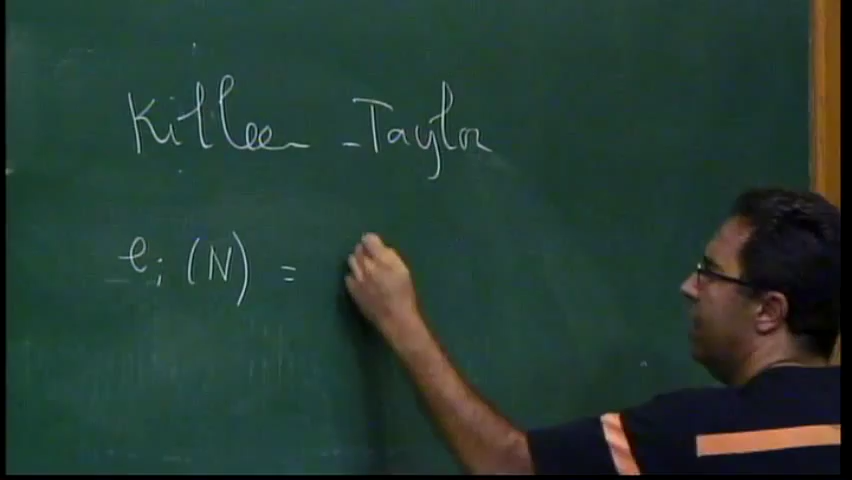 Killeen - Taylor
e_i (N) =